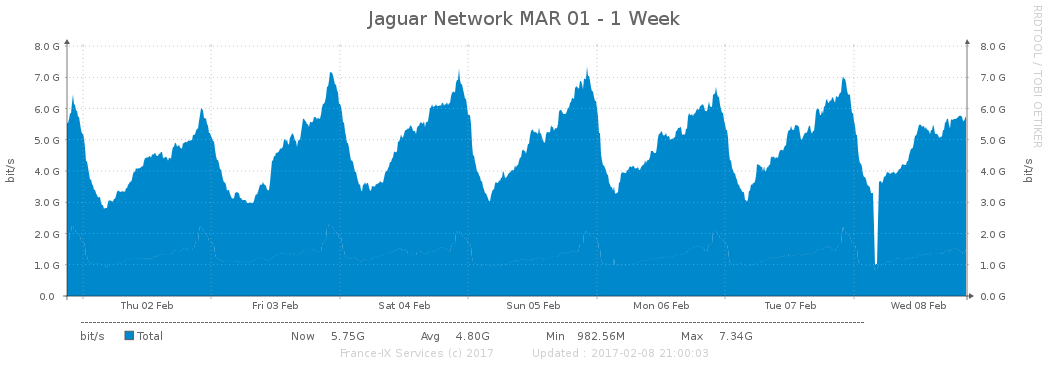 Jaguar Network MAR 01 - 1 Week
RRDTOOL / TOBI OETIKER
8.0 G 8.0 G
7.0 G 7.0 G
6.0 G 6.0 G
5.0 G 5.0 G
4.0 G 4.0 G
3.0 G 3.0 G
2.0 G 2.0 G
1.0 G 1.0 G
0.0 0.0 G
bit/s bit/s
Thu 02 Feb Fri 03 Feb Sat 04 Feb Sun 05 Feb Mon 06 Feb Tue 07 Feb Wed 08 Feb
bit/s Total Now 5.75G Avg 4.80G Min 982.56M Max 7.34G
France-IX Services (c) 2017 Updated : 2017-02-08 21:00:03